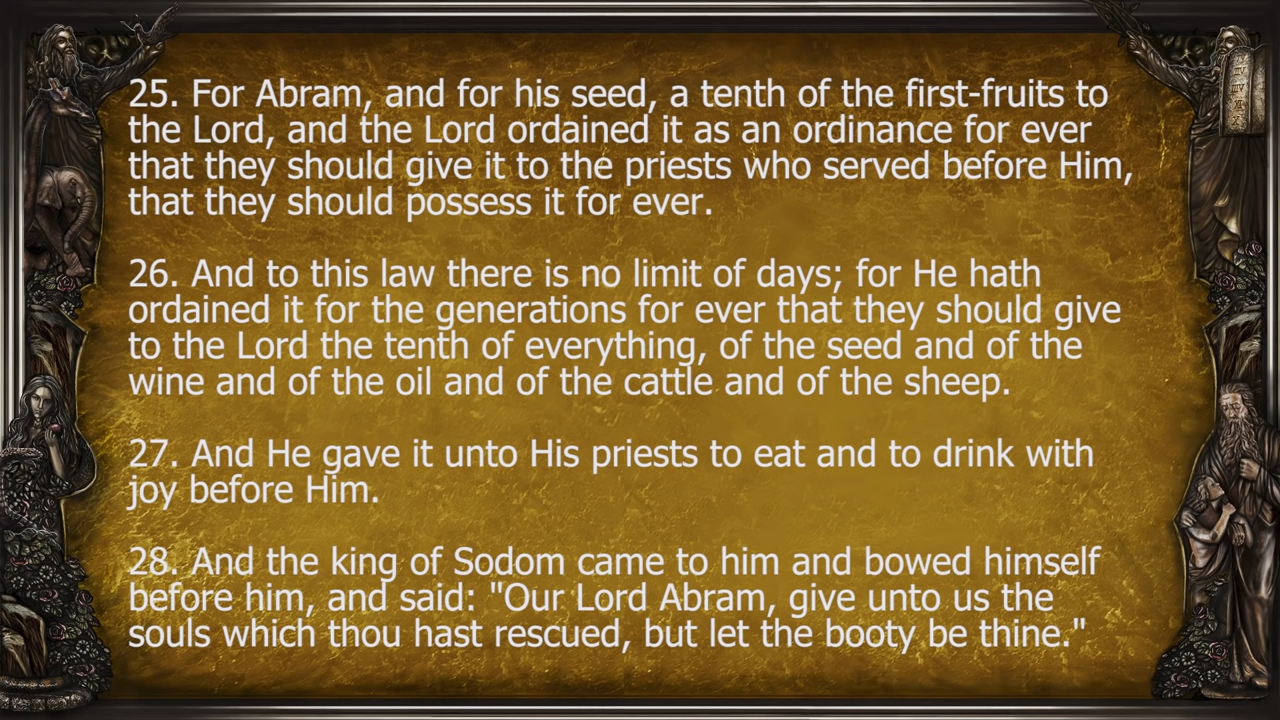 25. For Abram, and for his seed, a tenth of the first-fruits to
the Lord, and the Lord ordained it as an ordinance for ever
that they should give it to the priests who served before Him,
that they should possess it for ever.
26. And to this law there is no limit of days; for He hath
ordained it for the generations for ever that they should give
to the Lord the tenth of everything, of the seed and of the
wine and of the oil and of the cattle and of the sheep.
27. And He gave it unto His priests to eat and to drink with
joy before Him.
28. And the king of Sodom came to him and bowed himself
before him, and said: "Our Lord Abram, give unto us the
souls which thou hast rescued, but let the booty be thine."